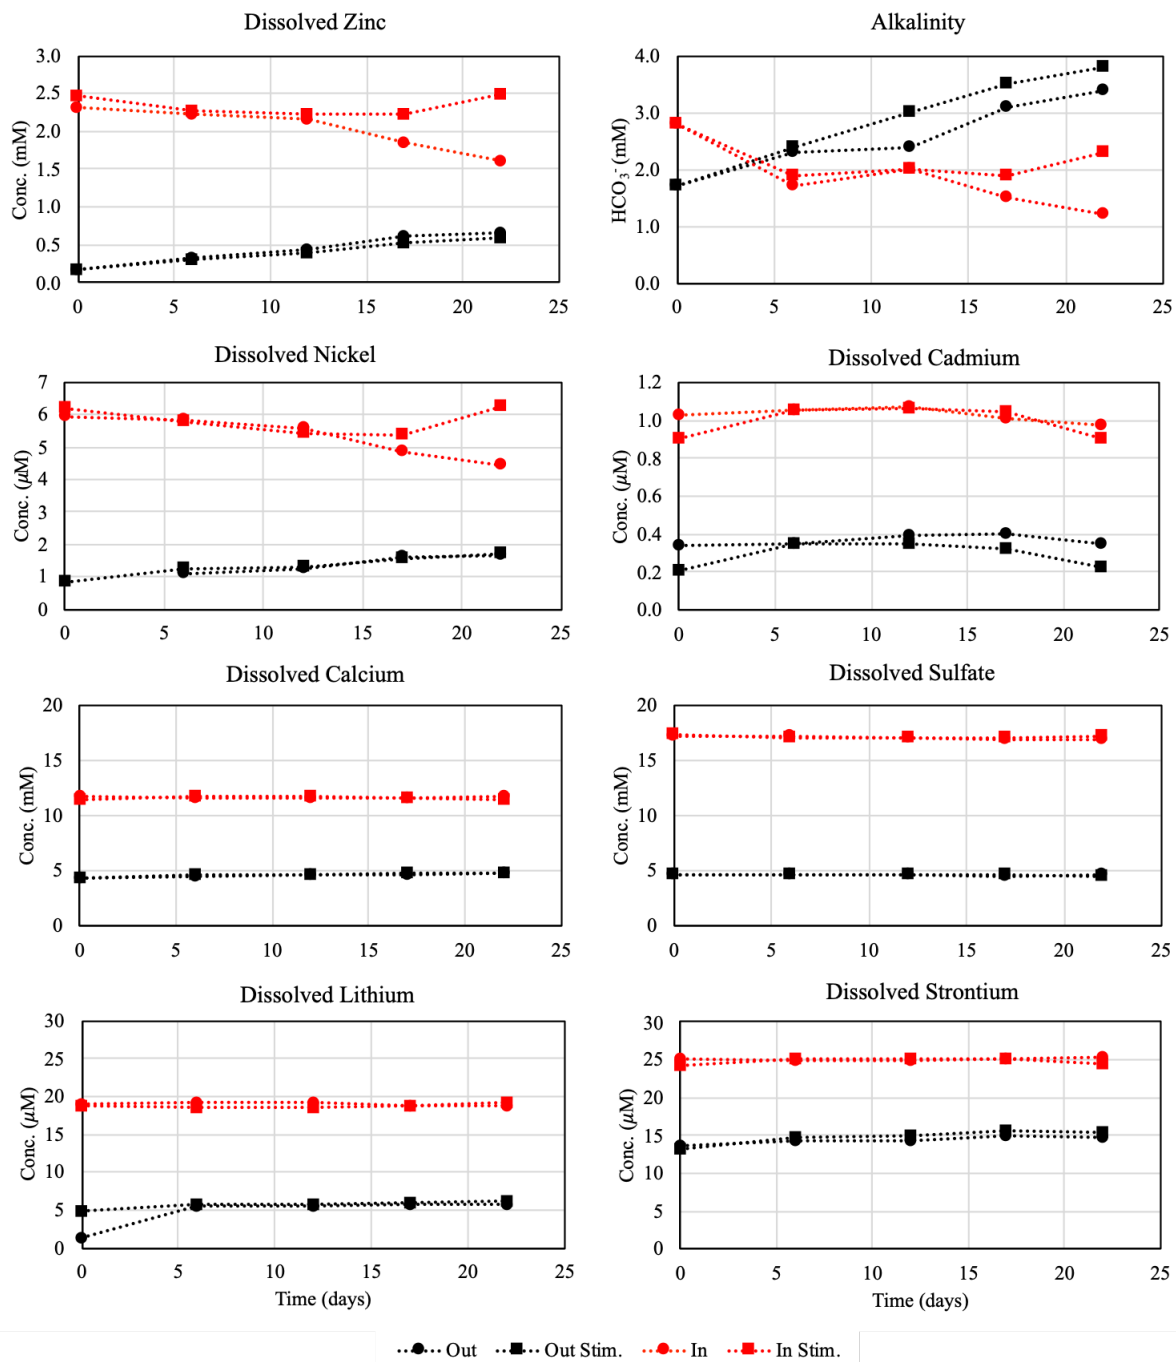 Dissolved Zinc
3.0
2.5
2.0
1.5
1.0
0.5
0.0
Conc. (mM)
0 5 10 15 20 25
Alkalinity
4.0
3.0
2.0
1.0
0.0
HCO₃⁻ (mM)
0 5 10 15 20 25
Dissolved Nickel
7
6
5
4
3
2
1
0
Conc. (µM)
0 5 10 15 20 25
Dissolved Cadmium
1.2
1.0
0.8
0.6
0.4
0.2
0.0
Conc. (µM)
0 5 10 15 20 25
Dissolved Calcium
20
15
10
5
0
Conc. (mM)
0 5 10 15 20 25
Dissolved Sulfate
20
15
10
5
0
Conc. (mM)
0 5 10 15 20 25
Dissolved Lithium
30
25
20
15
10
5
0
Conc. (µM)
0 5 10 15 20 25
Time (days)
Dissolved Strontium
30
25
20
15
10
5
0
Conc. (µM)
0 5 10 15 20 25
Time (days)
Out Out Stim. In In Stim.